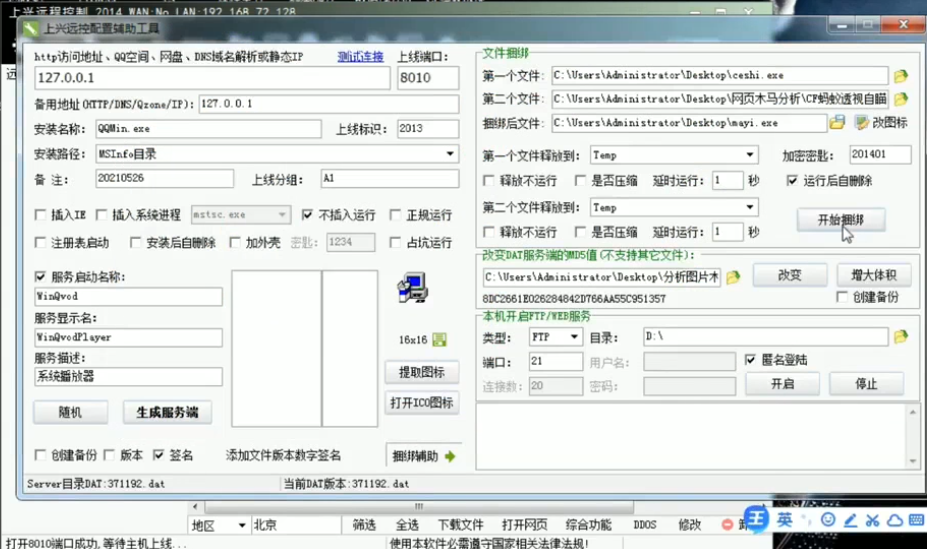 上兴远程控制 2014 WAN:No LAN:192.168.72.128
上兴远控配置辅助工具
http访问地址、QQ空间、网盘、DNS域名解析或静态IP 测试连接 上线端口:
127.0.0.1 8010
备用地址(HTTP/DNS/Qzone/IP): 127.0.0.1
安装名称: QQMin.exe 上线标识: 2013
安装路径: MSInfo目录
备 注: 20210526 上线分组: A1
插入IE 插入系统进程 mstsc.exe 不插入运行 正规运行
注册表启动 安装后自删除 加外壳 密匙: 1234 占坑运行
服务启动名称:
WinQvod
服务显示名:
WinQvodPlayer
服务描述:
系统播放器
16x16
提取图标
打开ICO图标
随机 生成服务端
创建备份 版本 签名 添加文件版本数字签名 捆绑辅助
文件捆绑
第一个文件: C:\Users\Administrator\Desktop\ceshi.exe
第二个文件: C:\Users\Administrator\Desktop\网页木马分析\CF蚂蚁透视自瞄
捆绑后文件: C:\Users\Administrator\Desktop\mayi.exe 改图标
第一个文件释放到: Temp 加密密匙: 201401
释放不运行 是否压缩 延时运行: 1 秒 运行后自删除
第二个文件释放到: Temp 开始捆绑
释放不运行 是否压缩 延时运行: 1 秒
改变DAT服务端的MD5值(不支持其它文件):
C:\Users\Administrator\Desktop\分析图片木 改变 增大体积
8DC2661E026284842D766AA55C951357 创建备份
本机开启FTP/WEB服务
类型: FTP 目录: D:\
端口: 21 用户名: 匿名登陆
连接数: 20 密码: 开启 停止
Server目录DAT:371192.dat 当前DAT版本:371192.dat
地区 北京 筛选 全选 下载文件 打开网页 综合功能 DDOS 修改
英
打开8010端口成功,等待主机上线... 使用本软件必需遵守国家相关法律法规!